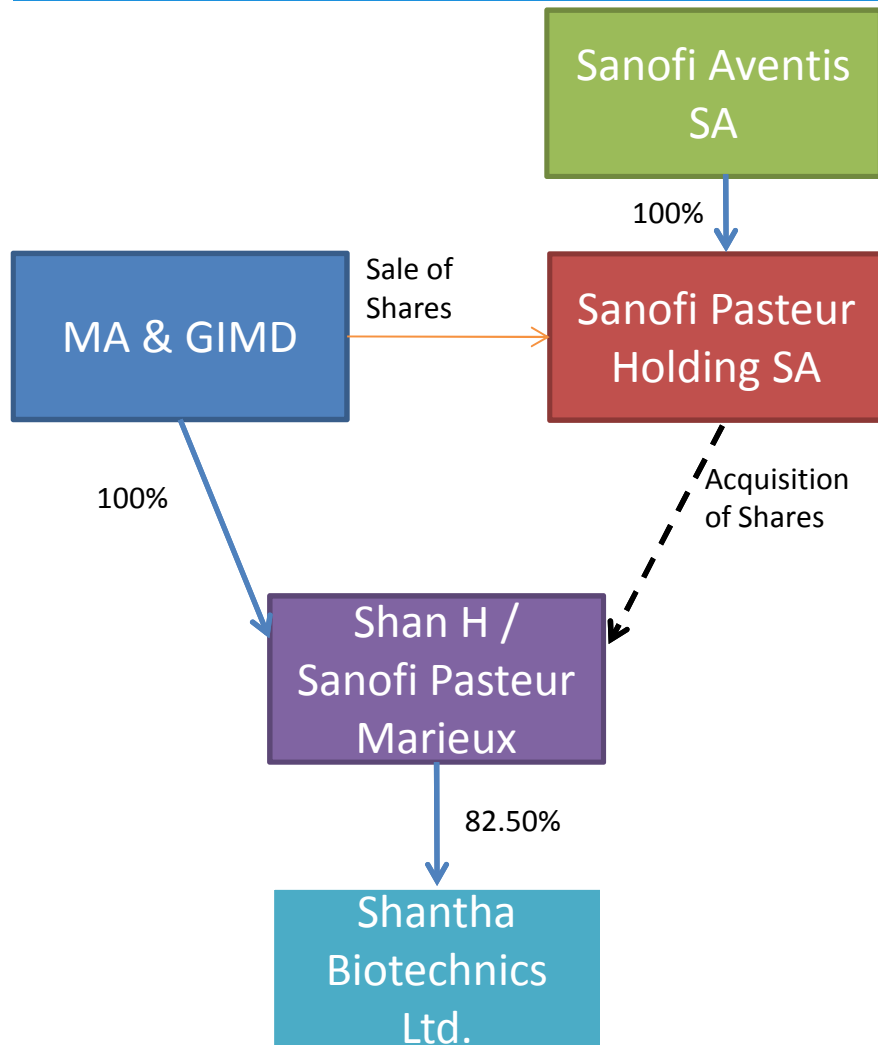 Sanofi Aventis
SA
100%
MA & GIMD
Sale of
Shares
Sanofi Pasteur
Holding SA
100%
Acquisition
of Shares
Shan H /
Sanofi Pasteur
Marieux
82.50%
Shantha
Biotechnics
Ltd.